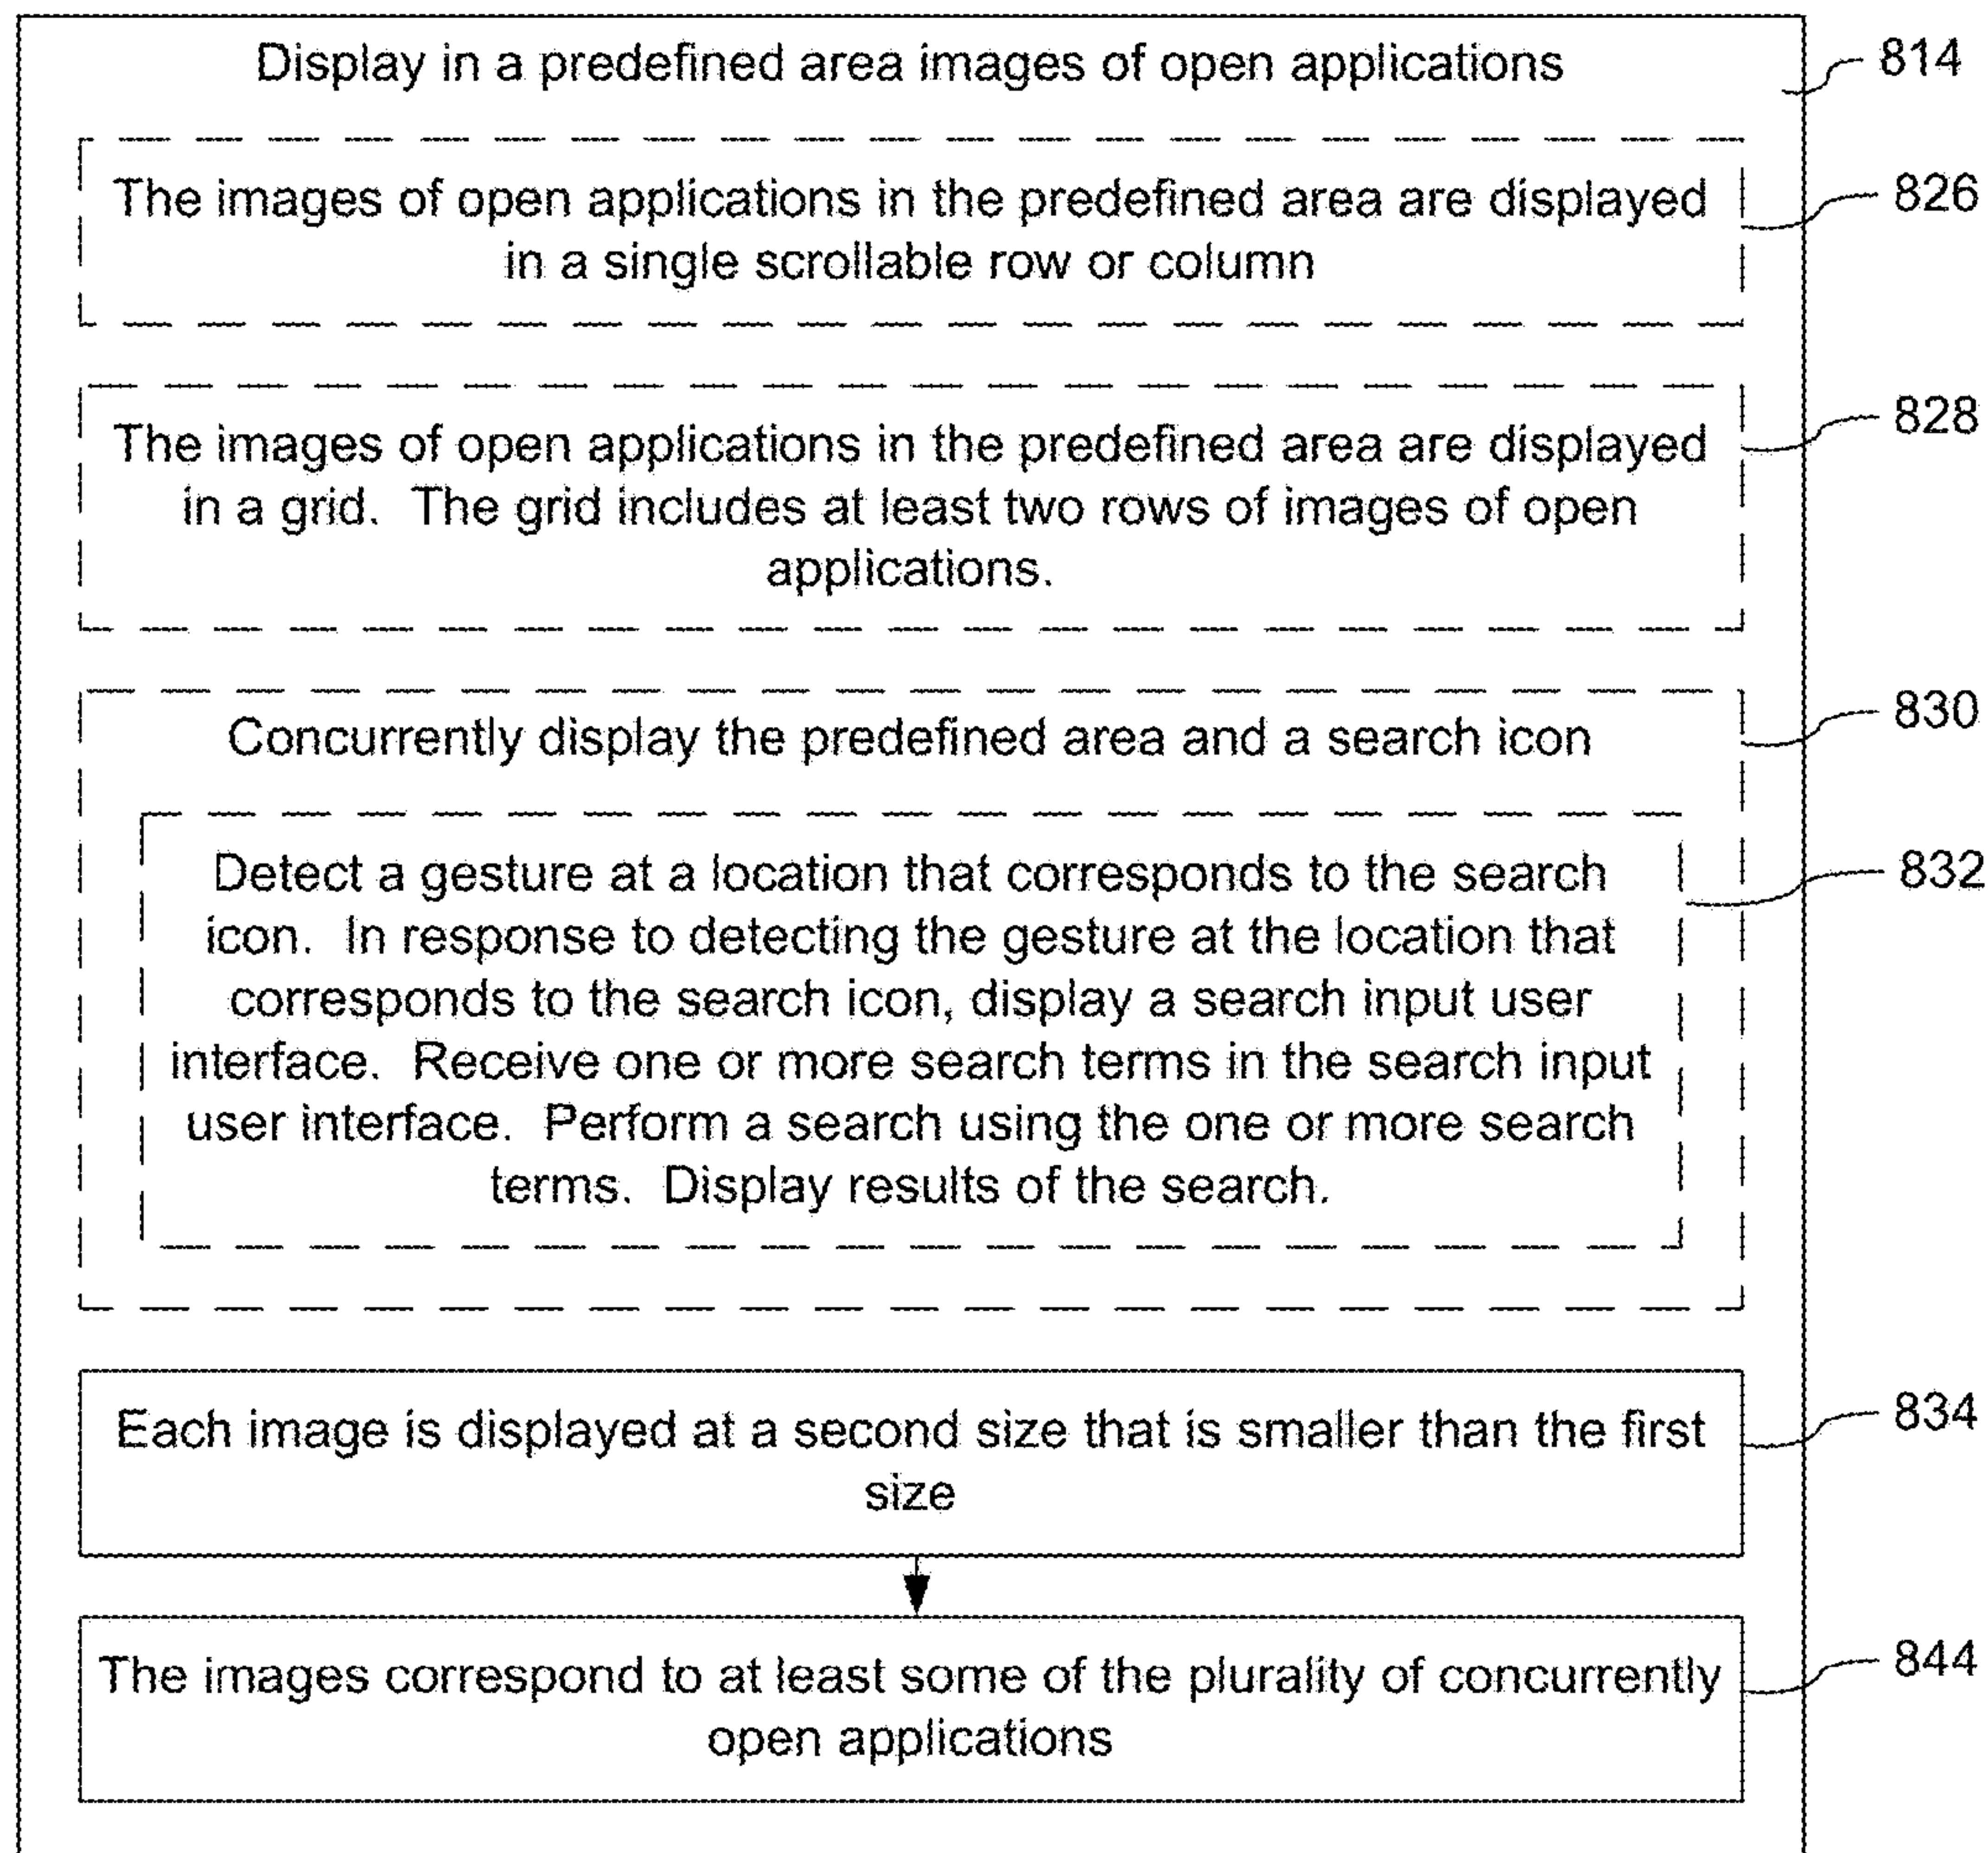 Display in a predefined area images of open applications
814
The images of open applications in the predefined area are displayed
in a single scrollable row or column
826
The images of open applications in the predefined area are displayed
in a grid. The grid includes at least two rows of images of open
applications.
828
Concurrently display the predefined area and a search icon
830
Detect a gesture at a location that corresponds to the search
icon. In response to detecting the gesture at the location that
corresponds to the search icon, display a search input user
interface. Receive one or more search terms in the search input
user interface. Perform a search using the one or more search
terms. Display results of the search.
832
Each image is displayed at a second size that is smaller than the first
size
834
The images correspond to at least some of the plurality of concurrently
open applications
844